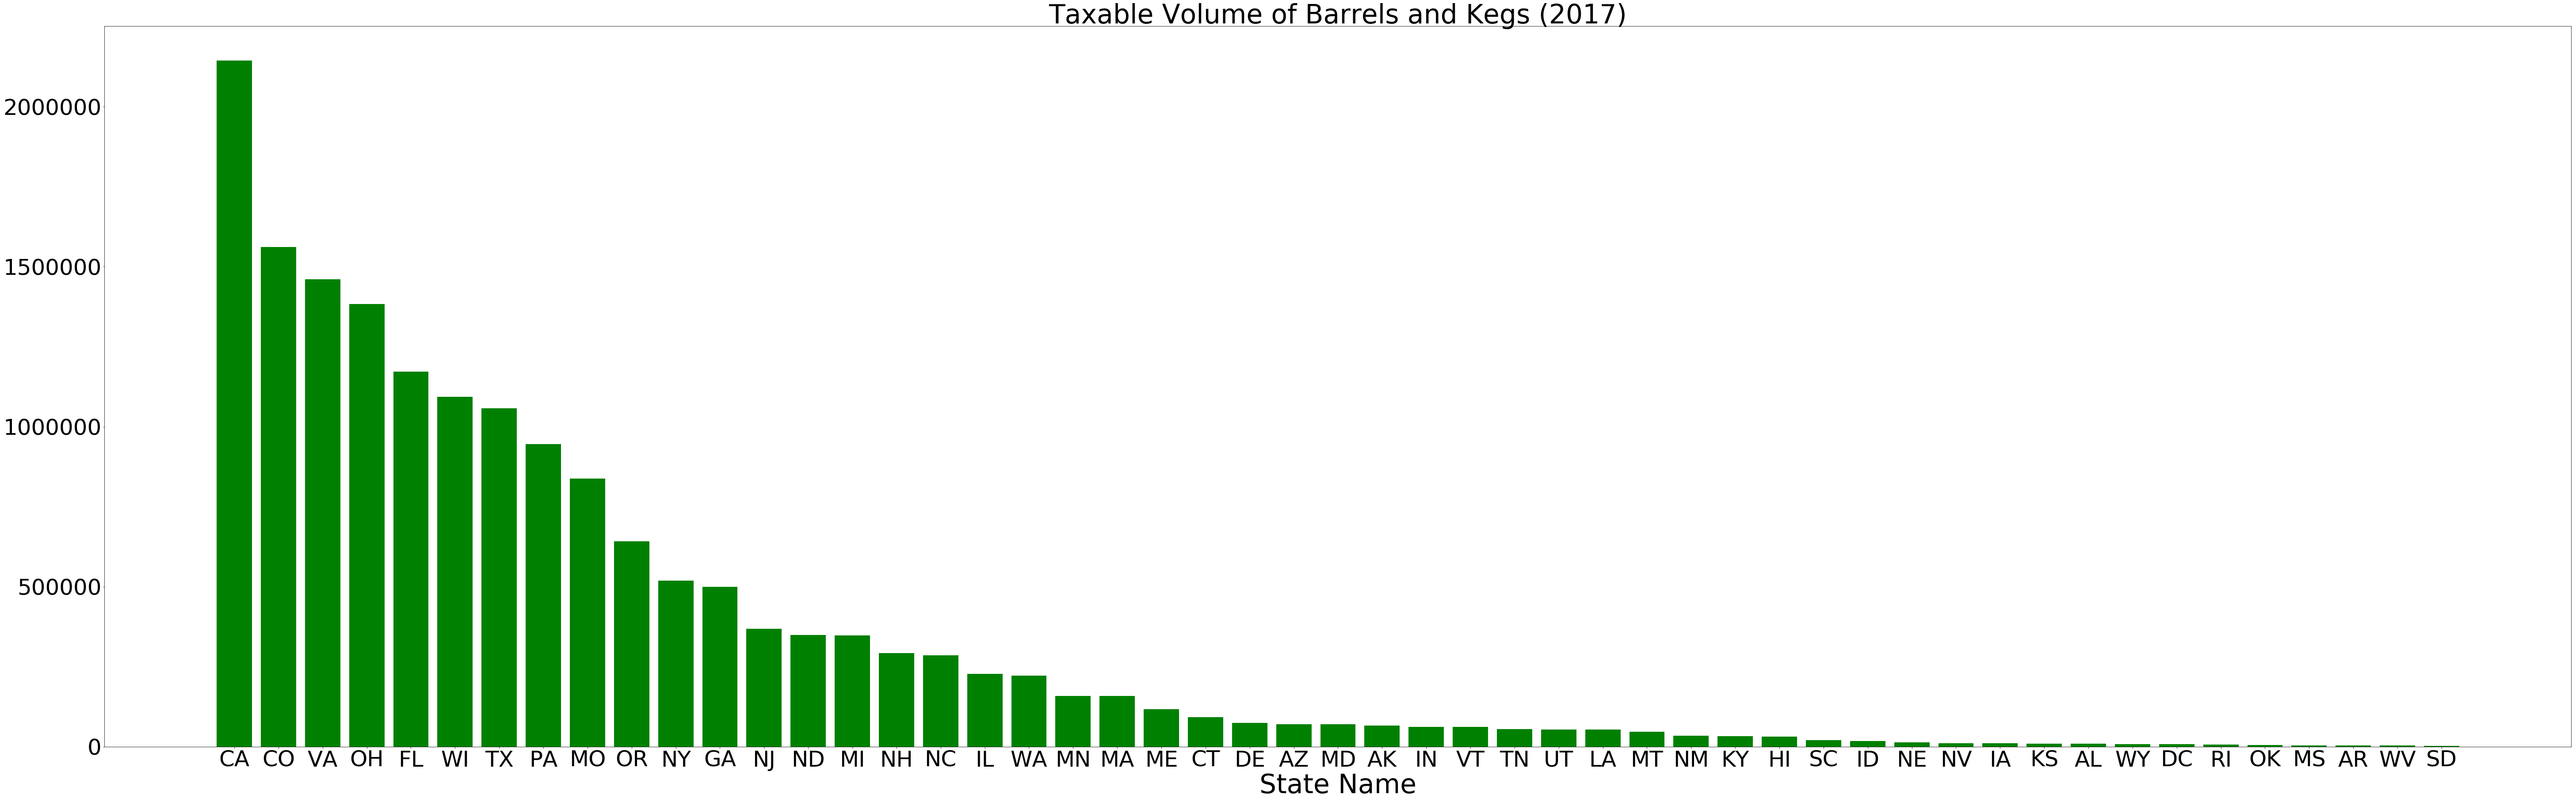 Taxable Volume of Barrels and Kegs (2017)
2000000
1500000
1000000
500000
0
CA CO VA OH FL WI TX PA MO OR NY GA NJ ND MI NH NC IL WA MN MA ME CT DE AZ MD AK IN VT TN UT LA MT NM KY HI SC ID NE NV IA KS AL WY DC RI OK MS AR WV SD
State Name